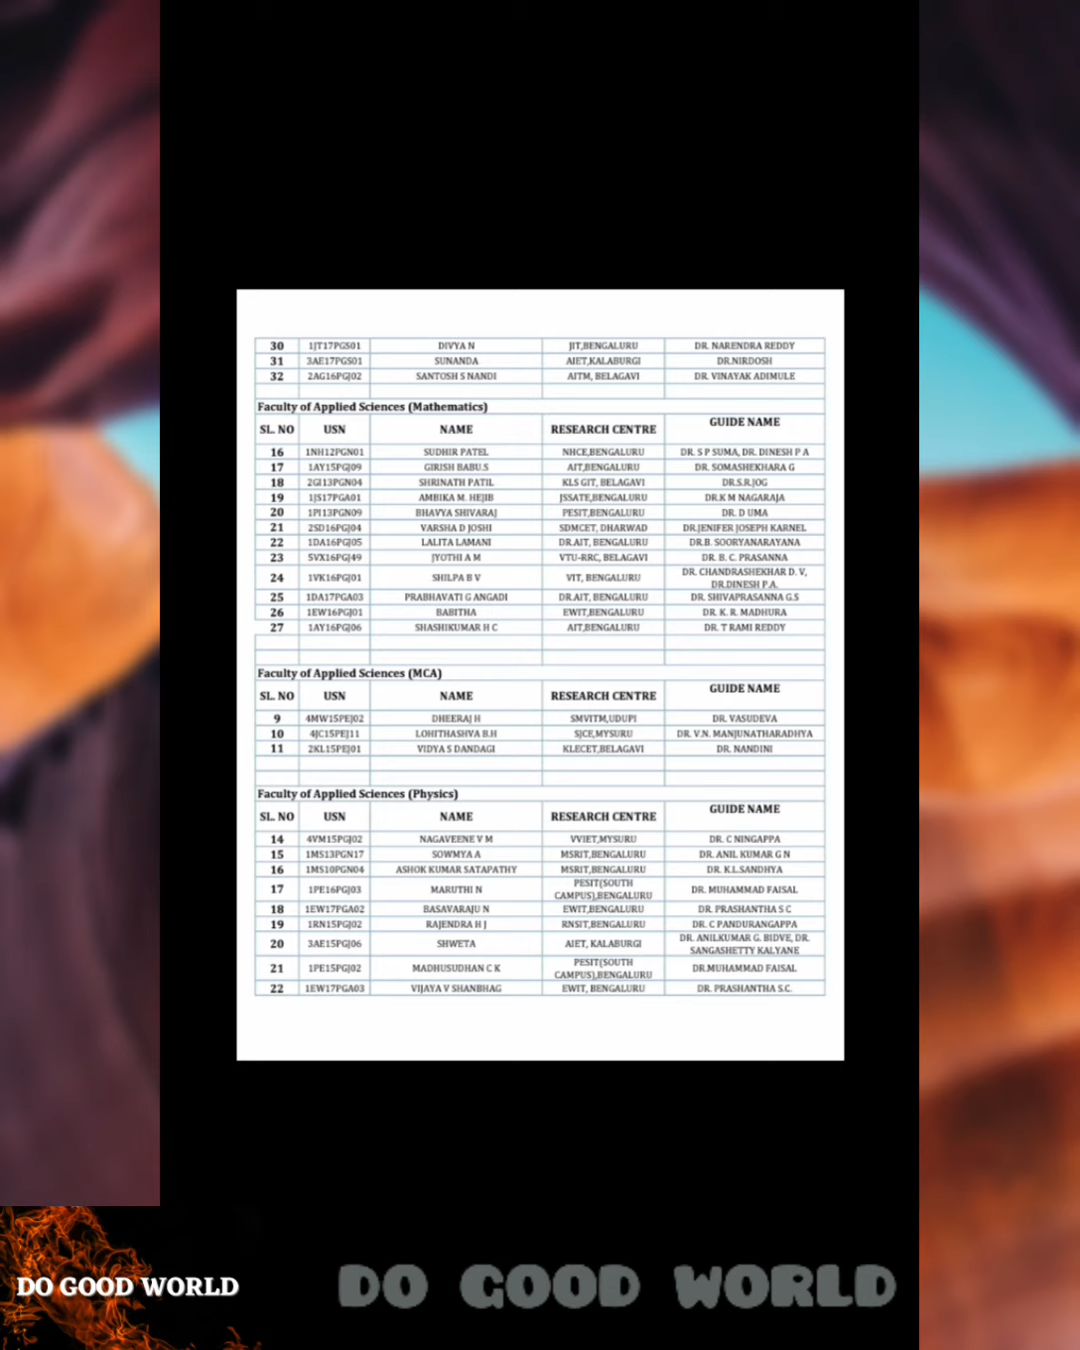 30 1JT17PGS01 DIVYA N JIT,BENGALURU DR. NARENDRA REDDY
31 3AE17PGS01 SUNANDA AIET,KALABURGI DR.NIRDOSH
32 2AG16PGJ02 SANTOSH S NANDI AITM, BELAGAVI DR. VINAYAK ADIMULE
Faculty of Applied Sciences (Mathematics)
SL. NO USN NAME RESEARCH CENTRE GUIDE NAME
16 1NH12PGN01 SUDHIR PATEL NHCE,BENGALURU DR. S P SUMA, DR. DINESH P A
17 1AY15PGJ09 GIRISH BABU.S AIT,BENGALURU DR. SOMASHEKHARA G
18 2GI13PGN04 SHRINATH PATIL KLS GIT, BELAGAVI DR.S.R.JOG
19 1JS17PGA01 AMBIKA M. HEJIB JSSATE,BENGALURU DR.K M NAGARAJA
20 1PI13PGN09 BHAVYA SHIVARAJ PESIT,BENGALURU DR. D UMA
21 2SD16PGJ04 VARSHA D JOSHI SDMCET, DHARWAD DR.JENIFER JOSEPH KARNEL
22 1DA16PGJ05 LALITA LAMANI DR.AIT, BENGALURU DR.B. SOORYANARAYANA
23 5VX16PGJ49 JYOTHI A M VTU-RRC, BELAGAVI DR. B. C. PRASANNA
24 1VK16PGJ01 SHILPA B V VIT, BENGALURU DR. CHANDRASHEKHAR D. V,
DR.DINESH P.A.
25 1DA17PGA03 PRABHAVATI G ANGADI DR.AIT, BENGALURU DR. SHIVAPRASANNA G.S
26 1EW16PGJ01 BABITHA EWIT,BENGALURU DR. K. R. MADHURA
27 1AY16PGJ06 SHASHIKUMAR H C AIT,BENGALURU DR. T RAMI REDDY
Faculty of Applied Sciences (MCA)
SL. NO USN NAME RESEARCH CENTRE GUIDE NAME
9 4MW15PEJ02 DHEERAJ H SMVITM,UDUPI DR. VASUDEVA
10 4JC15PEJ11 LOHITHASHVA B.H SJCE,MYSURU DR. V.N. MANJUNATHARADHYA
11 2KL15PEJ01 VIDYA S DANDAGI KLECET,BELAGAVI DR. NANDINI
Faculty of Applied Sciences (Physics)
SL. NO USN NAME RESEARCH CENTRE GUIDE NAME
14 4VM15PGJ02 NAGAVEENE V M VVIET,MYSURU DR. C NINGAPPA
15 1MS13PGN17 SOWMYA A MSRIT,BENGALURU DR. ANIL KUMAR G N
16 1MS10PGN04 ASHOK KUMAR SATAPATHY MSRIT,BENGALURU DR. K.L.SANDHYA
17 1PE16PGJ03 MARUTHI N PESIT(SOUTH
CAMPUS),BENGALURU DR. MUHAMMAD FAISAL
18 1EW17PGA02 BASAVARAJU N EWIT,BENGALURU DR. PRASHANTHA S C
19 1RN15PGJ02 RAJENDRA H J RNSIT,BENGALURU DR. C PANDURANGAPPA
20 3AE15PGJ06 SHWETA AIET, KALABURGI DR. ANILKUMAR G. BIDVE, DR.
SANGASHETTY KALYANE
21 1PE15PGJ02 MADHUSUDHAN C K PESIT(SOUTH
CAMPUS),BENGALURU DR.MUHAMMAD FAISAL
22 1EW17PGA03 VIJAYA V SHANBHAG EWIT, BENGALURU DR. PRASHANTHA S.C.
DO GOOD WORLD
DO GOOD WORLD